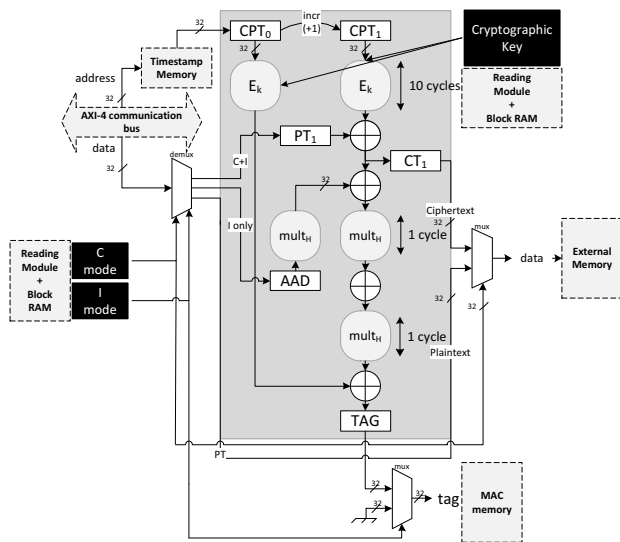 32
CPT0
incr
(+1)
CPT1
Cryptographic
Key
32
32
Timestamp
Memory
address
32
Ek
Ek
10 cycles
Reading
Module
+
Block RAM
AXI-4 communication
bus
data
32
demux
C+I
PT1
CT1
32
I only
Ciphertext
32
mux
multH
multH
1 cycle
AAD
data
External
Memory
Reading
Module
+
Block
RAM
C
mode
I
mode
32
32
multH
1 cycle
Plaintext
TAG
PT
mux
32
32
32
tag
MAC
memory